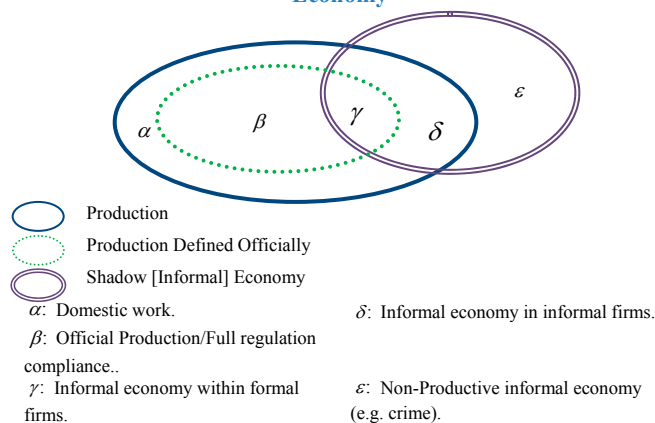 Economy
α
β
γ
δ
ε
Production
Production Defined Officially
Shadow [Informal] Economy
α: Domestic work.
β: Official Production/Full regulation
compliance..
γ: Informal economy within formal
firms.
δ: Informal economy in informal firms.
ε: Non-Productive informal economy
(e.g. crime).